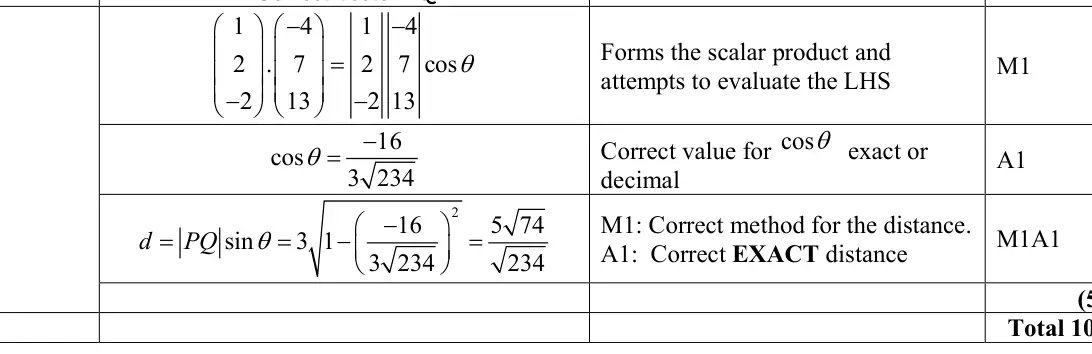 (1 2 −2) . (−4 7 13) = |1 2 −2| |−4 7 13| cos θ
Forms the scalar product and
attempts to evaluate the LHS
M1
cos θ = −16 / 3√234
Correct value for cos θ exact or
decimal
A1
d = |PQ| sin θ = 3√(1 − (−16 / 3√234)²) = 5√74 / √234
M1: Correct method for the distance.
A1: Correct EXACT distance
M1A1
(5
Total 10